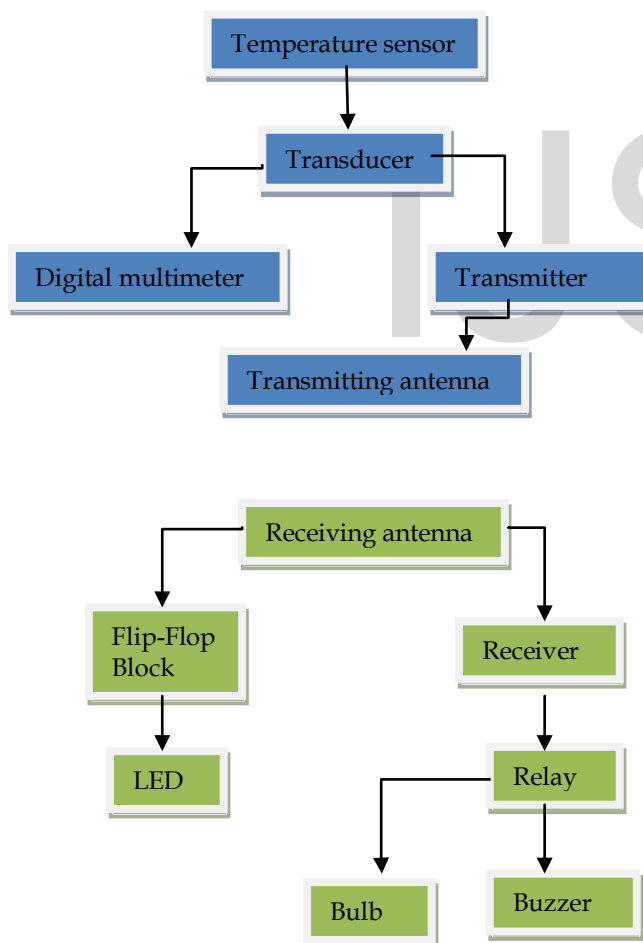 Temperature sensor
Transducer
Digital multimeter
Transmitter
Transmitting antenna
Receiving antenna
Flip-Flop
Block
Receiver
LED
Relay
Bulb
Buzzer